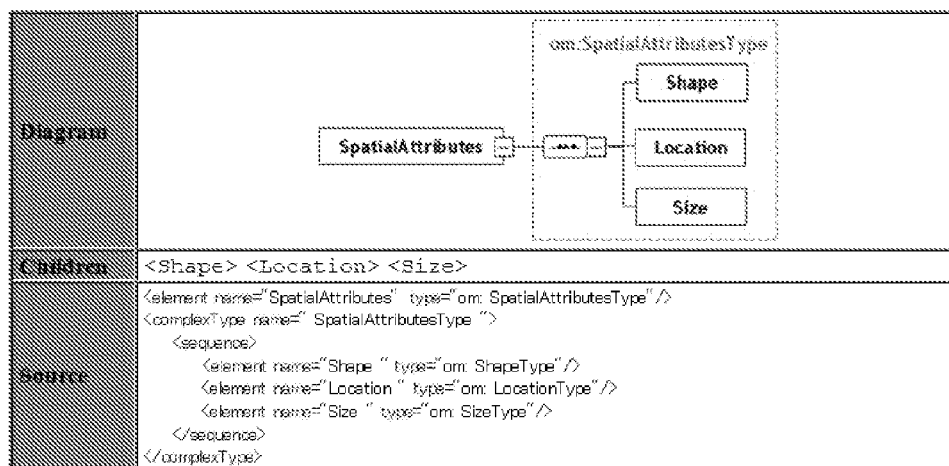 om:SpatialAttributesType
Shape
Diagram
SpatialAttributes
Location
Size
Children
<Shape> <Location> <Size>
Source
<element name="SpatialAttributes" type="om: SpatialAttributesType"/>
<complexType name=" SpatialAttributesType ">
<sequence>
<element name="Shape " type="om: ShapeType"/>
<element name="Location " type="om: LocationType"/>
<element name="Size " type="om: SizeType"/>
</sequence>
</complexType>